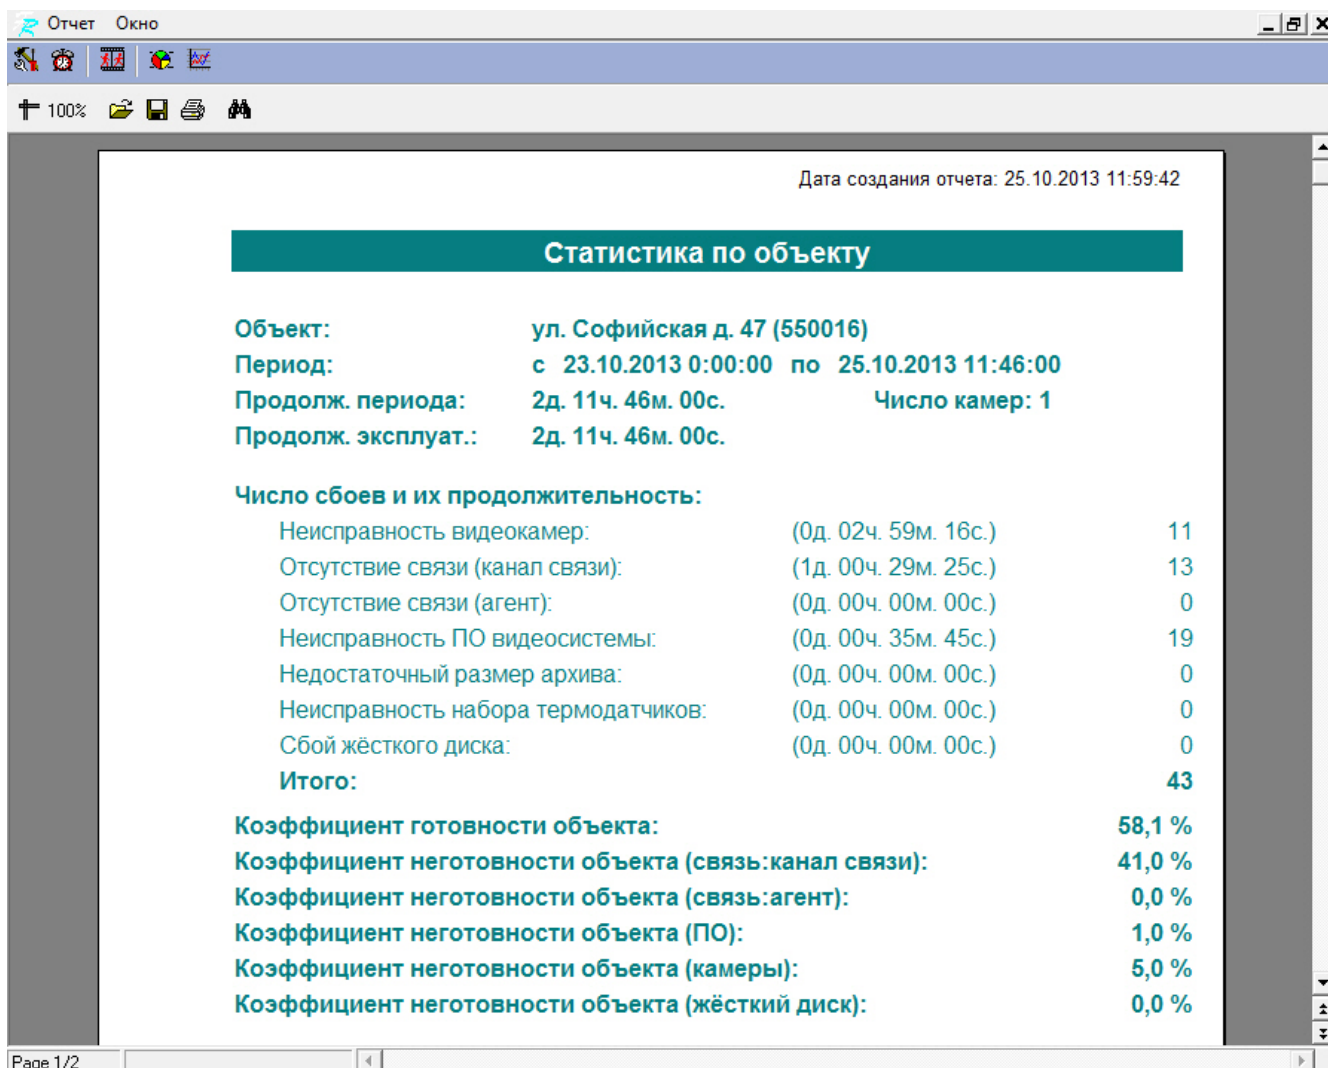 Отчет Окно
100%
Дата создания отчета: 25.10.2013 11:59:42
Статистика по объекту
Объект: ул. Софийская д. 47 (550016)
Период: с 23.10.2013 0:00:00 по 25.10.2013 11:46:00
Продолж. периода: 2д. 11ч. 46м. 00с. Число камер: 1
Продолж. эксплуат.: 2д. 11ч. 46м. 00с.
Число сбоев и их продолжительность:
Неисправность видеокамер: (0д. 02ч. 59м. 16с.) 11
Отсутствие связи (канал связи): (1д. 00ч. 29м. 25с.) 13
Отсутствие связи (агент): (0д. 00ч. 00м. 00с.) 0
Неисправность ПО видеосистемы: (0д. 00ч. 35м. 45с.) 19
Недостаточный размер архива: (0д. 00ч. 00м. 00с.) 0
Неисправность набора термодатчиков: (0д. 00ч. 00м. 00с.) 0
Сбой жёсткого диска: (0д. 00ч. 00м. 00с.) 0
Итого: 43
Коэффициент готовности объекта: 58,1 %
Коэффициент неготовности объекта (связь:канал связи): 41,0 %
Коэффициент неготовности объекта (связь:агент): 0,0 %
Коэффициент неготовности объекта (ПО): 1,0 %
Коэффициент неготовности объекта (камеры): 5,0 %
Коэффициент неготовности объекта (жёсткий диск): 0,0 %
Page 1/2